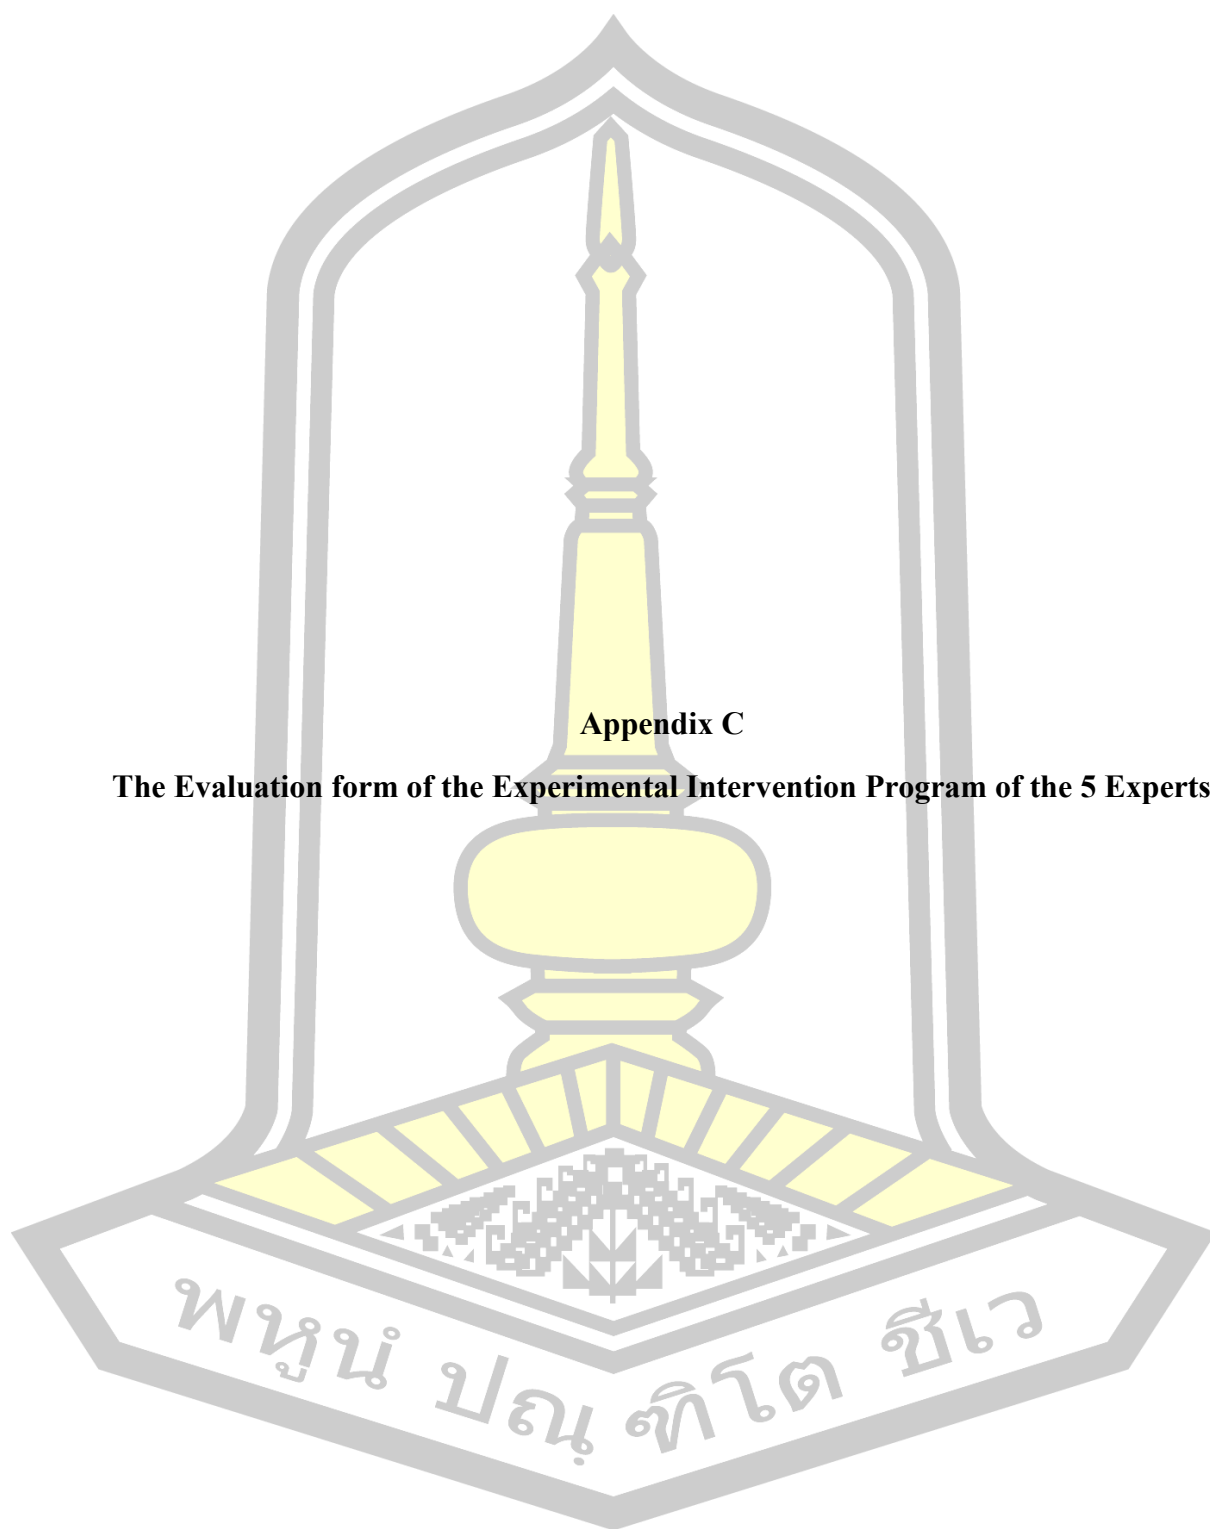 Appendix C
The Evaluation form of the Experimental Intervention Program of the 5 Experts
พหูนํ ปณฺฑิโต ชีเว